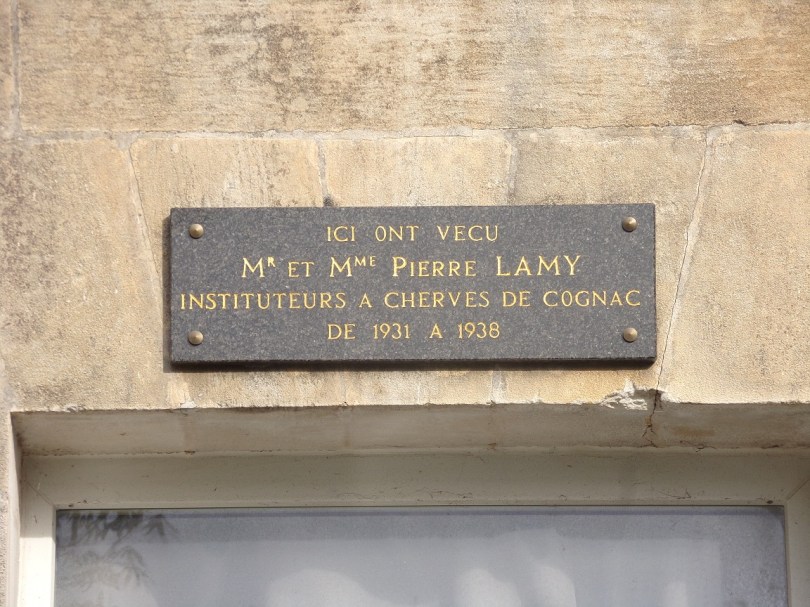 ICI ONT VECU
MR ET MME PIERRE LAMY
INSTITUTEURS A CHERVES DE COGNAC
DE 1931 A 1938